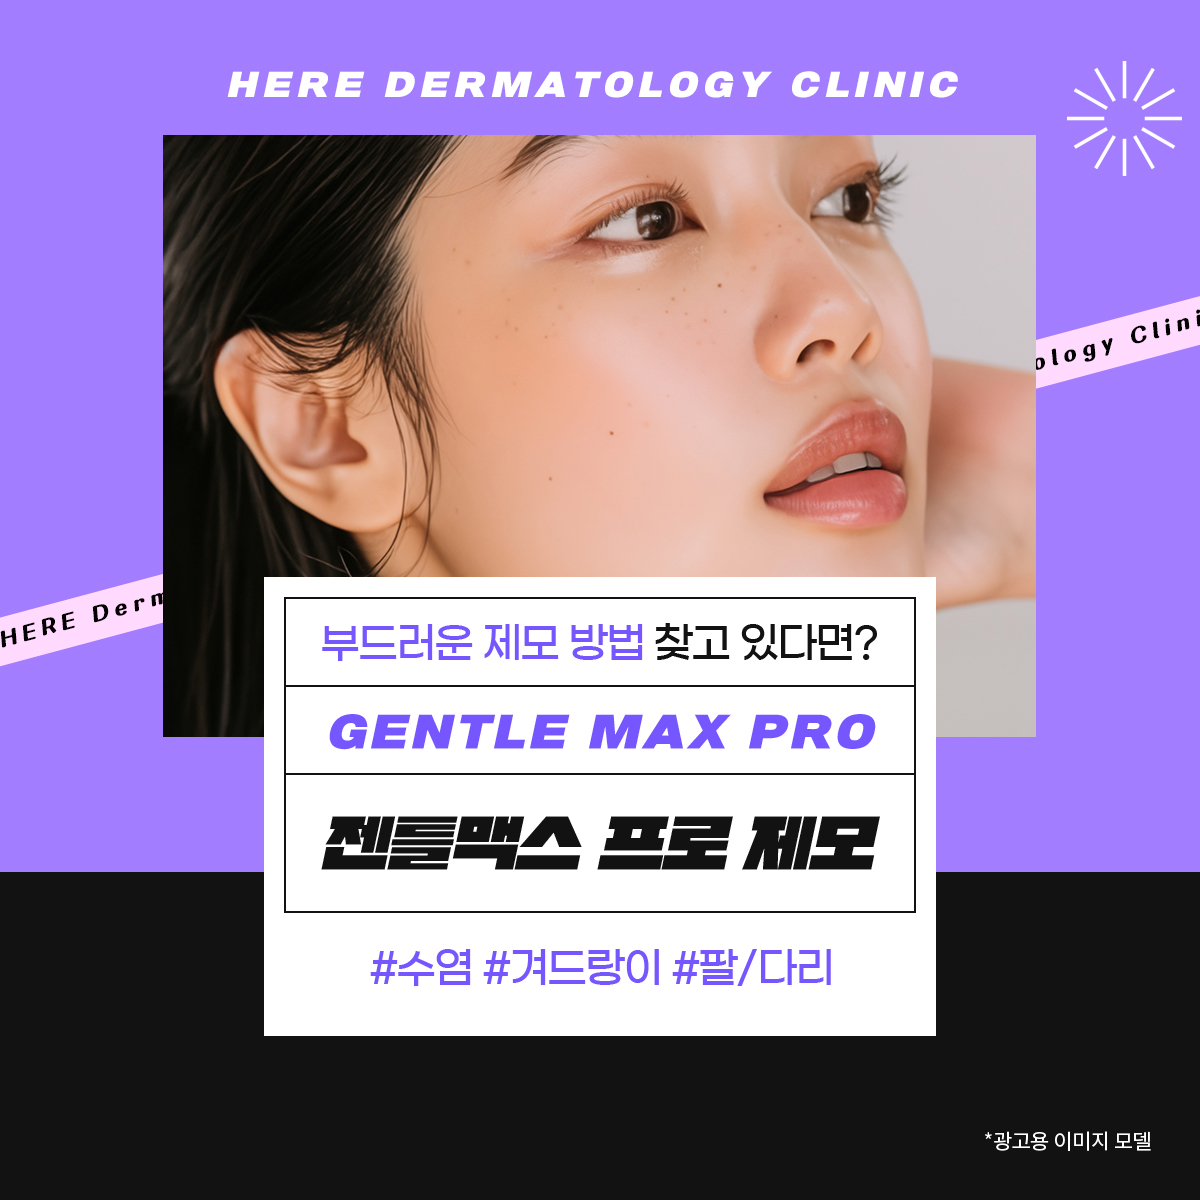 HERE DERMATOLOGY CLINIC
ology Clini
HERE Derm
부드러운 제모 방법 찾고 있다면?
GENTLE MAX PRO
젠틀맥스 프로 제모
#수염 #겨드랑이 #팔/다리
*광고용 이미지 모델